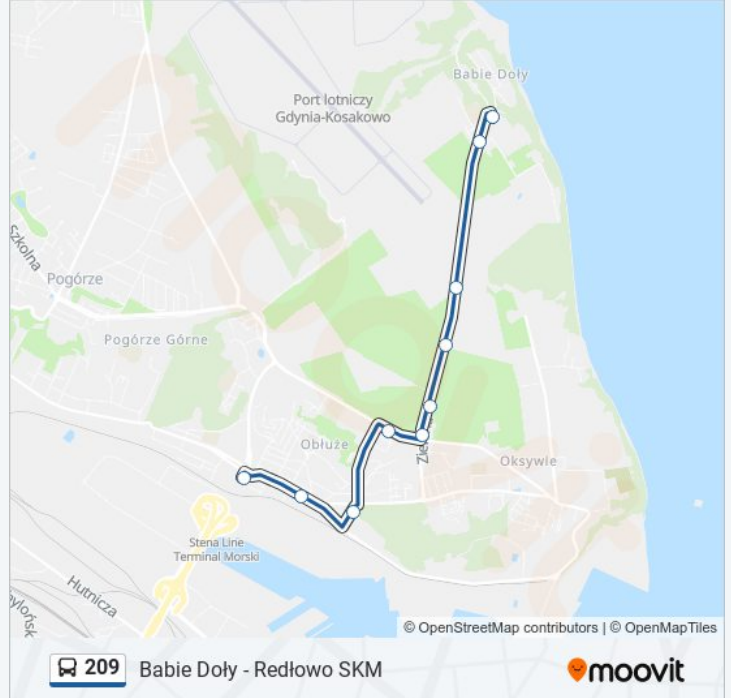 Babie Doły
Port lotniczy
Gdynia-Kosakowo
Szkolna
Pogórze
Pogórze Górne
Obłuże
Oksywie
Stena Line
Terminal Morski
Hutnicza
© OpenStreetMap contributors | © OpenMapTiles
209 Babie Doły - Redłowo SKM
moovit